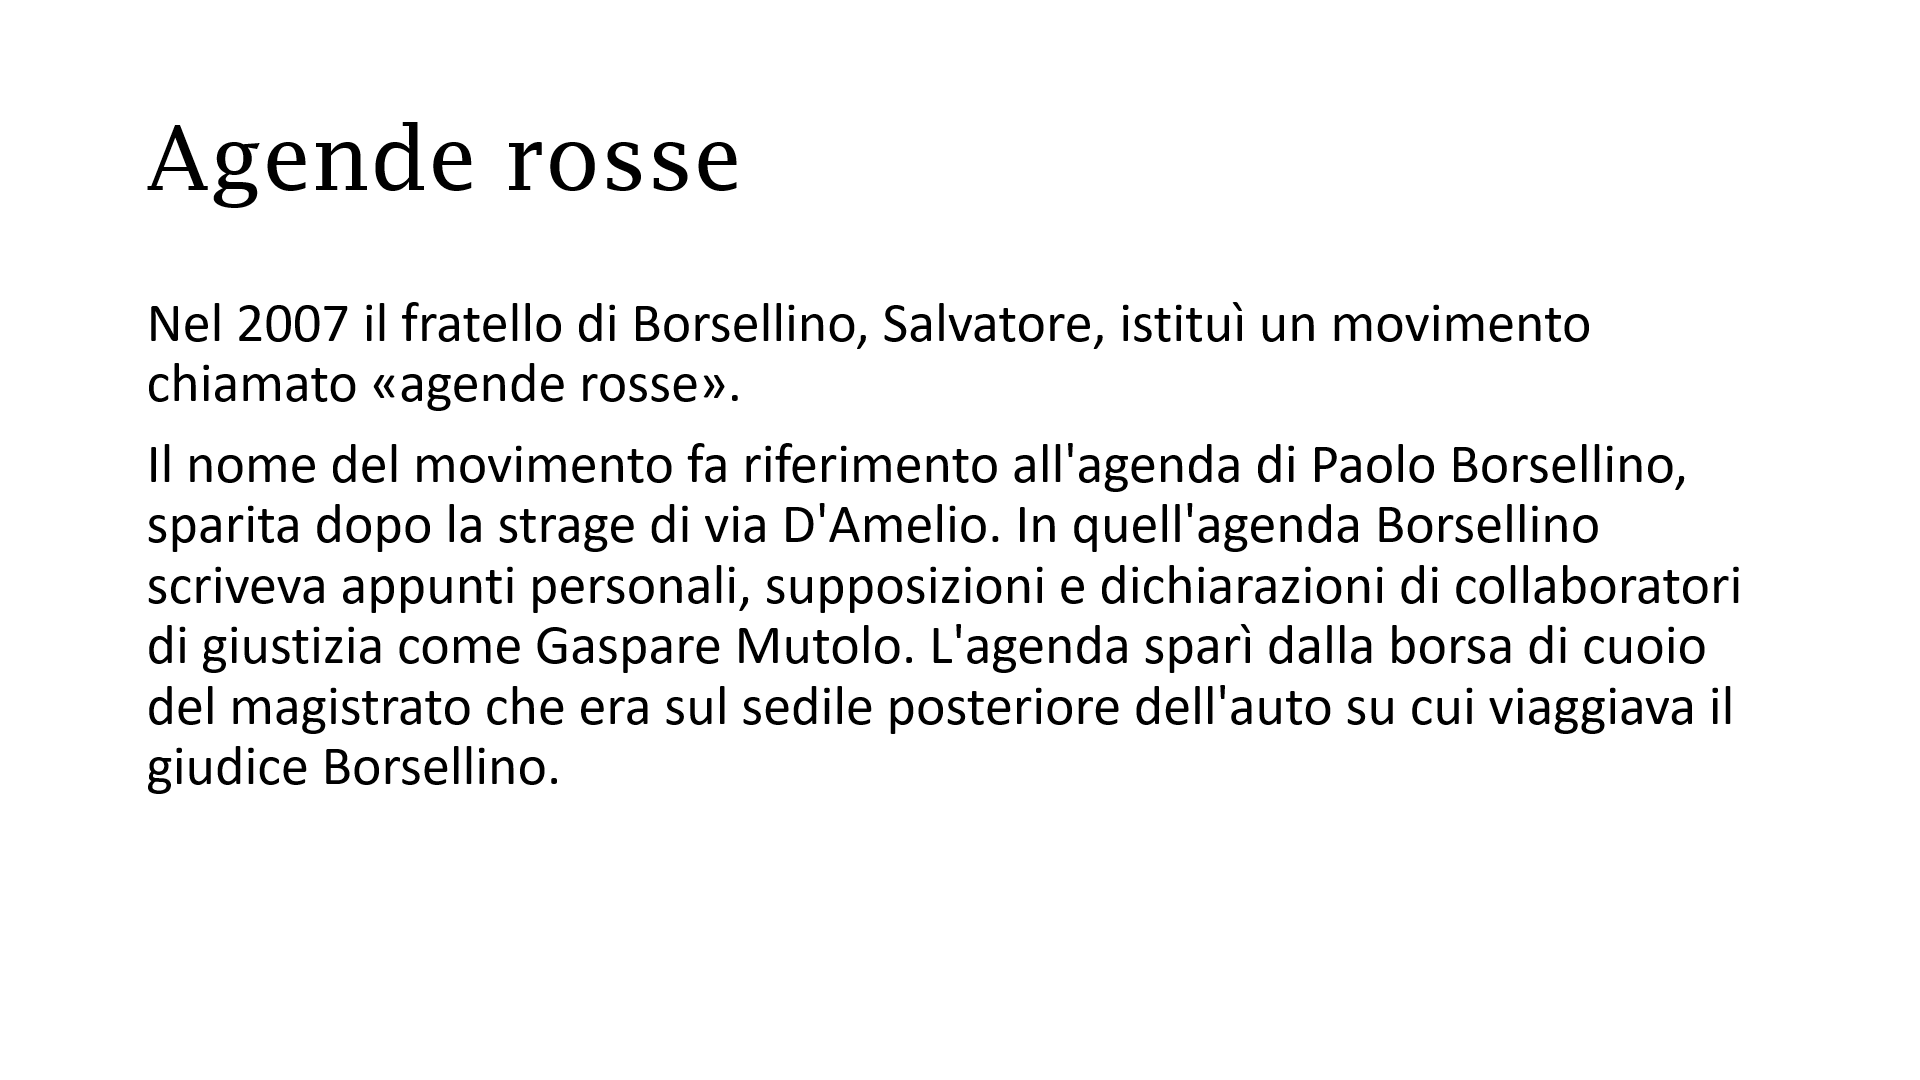 Agende rosse
Nel 2007 il fratello di Borsellino, Salvatore, istituì un movimento
chiamato «agende rosse».
Il nome del movimento fa riferimento all'agenda di Paolo Borsellino,
sparita dopo la strage di via D'Amelio. In quell'agenda Borsellino
scriveva appunti personali, supposizioni e dichiarazioni di collaboratori
di giustizia come Gaspare Mutolo. L'agenda sparì dalla borsa di cuoio
del magistrato che era sul sedile posteriore dell'auto su cui viaggiava il
giudice Borsellino.